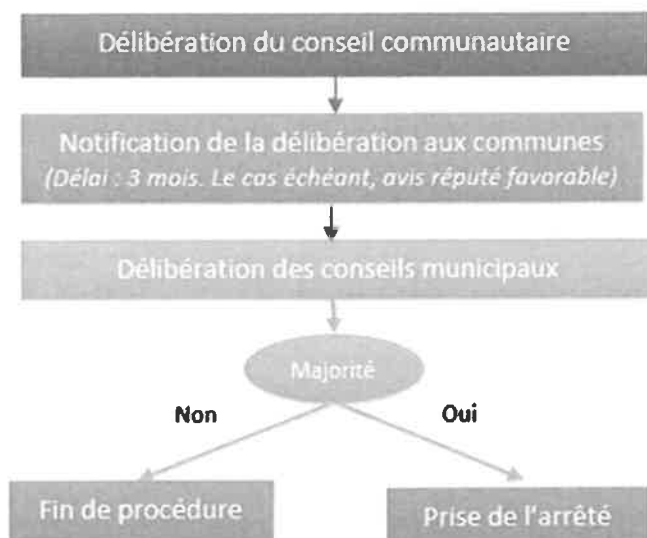 Délibération du conseil communautaire
Notification de la délibération aux communes
(Délai : 3 mois. Le cas échéant, avis réputé favorable)
Délibération des conseils municipaux
Majorité
Non
Oui
Fin de procédure
Prise de l'arrêté